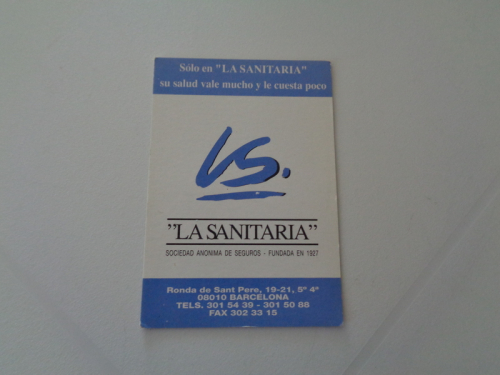 Sólo en "LA SANITARIA"
su salud vale mucho y le cuesta poco
LS.
"LA SANITARIA"
SOCIEDAD ANÓNIMA DE SEGUROS - FUNDADA EN 1927
Ronda de Sant Pere, 19-21, 5º 4ª
08010 BARCELONA
TELS. 301 54 39 - 301 50 88
FAX 302 33 15